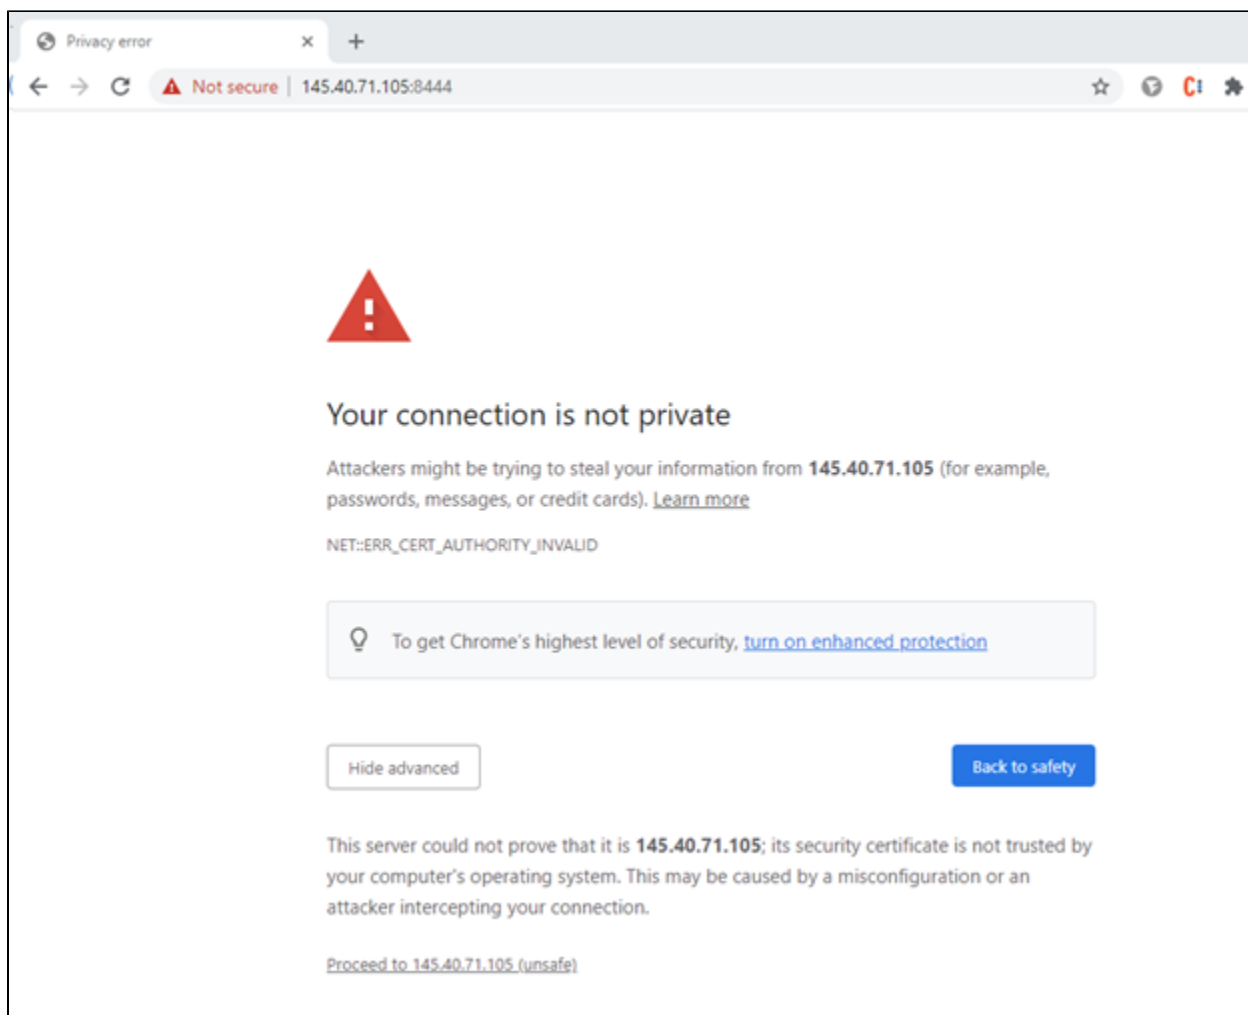 Privacy error
Not secure | 145.40.71.105:8444
Your connection is not private
Attackers might be trying to steal your information from 145.40.71.105 (for example,
passwords, messages, or credit cards). Learn more
NET::ERR_CERT_AUTHORITY_INVALID
To get Chrome's highest level of security, turn on enhanced protection
Hide advanced
Back to safety
This server could not prove that it is 145.40.71.105; its security certificate is not trusted by
your computer's operating system. This may be caused by a misconfiguration or an
attacker intercepting your connection.
Proceed to 145.40.71.105 (unsafe)